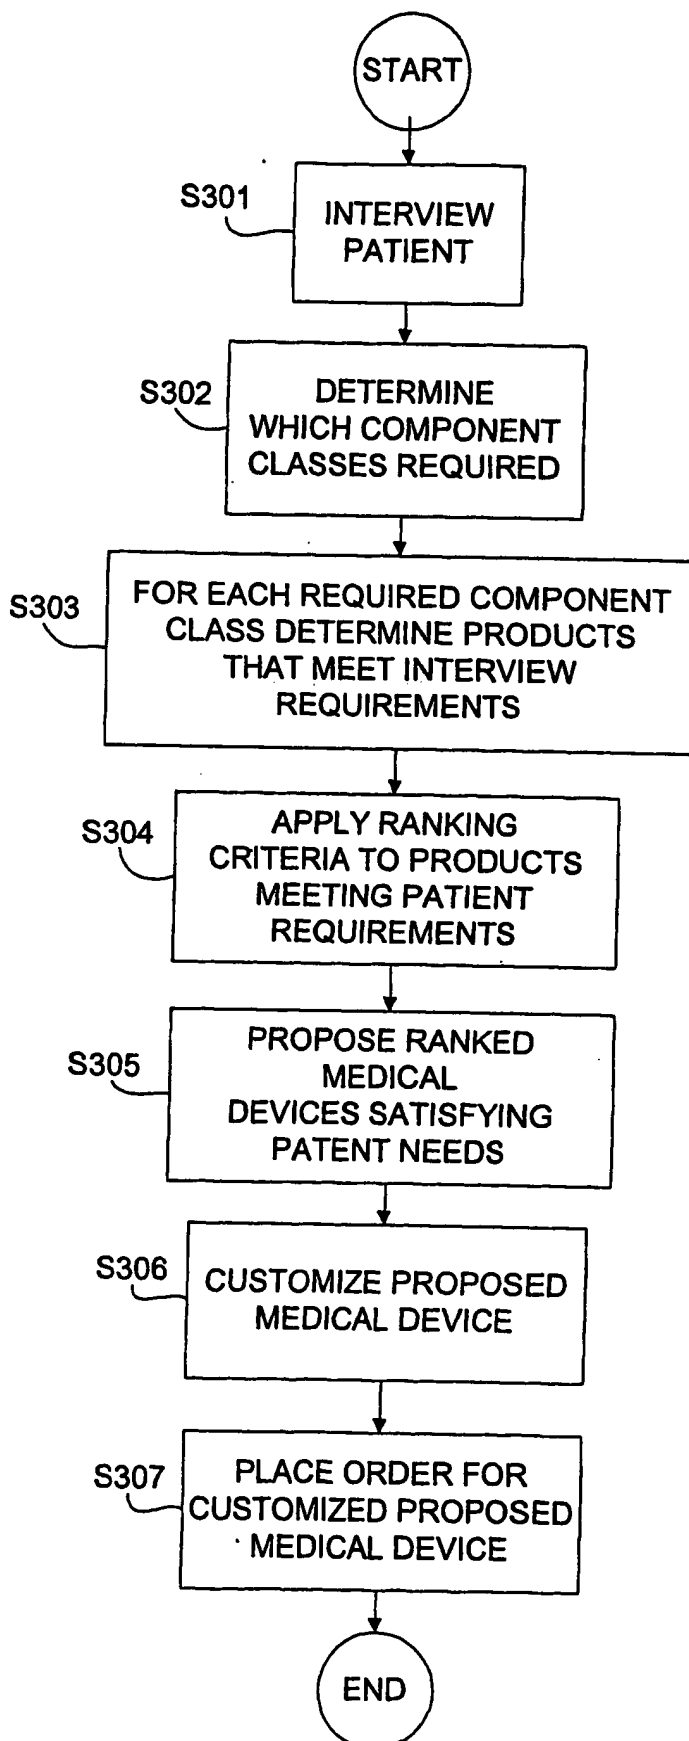 START
S301
INTERVIEW
PATIENT
S302
DETERMINE
WHICH COMPONENT
CLASSES REQUIRED
S303
FOR EACH REQUIRED COMPONENT
CLASS DETERMINE PRODUCTS
THAT MEET INTERVIEW
REQUIREMENTS
S304
APPLY RANKING
CRITERIA TO PRODUCTS
MEETING PATIENT
REQUIREMENTS
S305
PROPOSE RANKED
MEDICAL
DEVICES SATISFYING
PATENT NEEDS
S306
CUSTOMIZE PROPOSED
MEDICAL DEVICE
S307
PLACE ORDER FOR
CUSTOMIZED PROPOSED
MEDICAL DEVICE
END